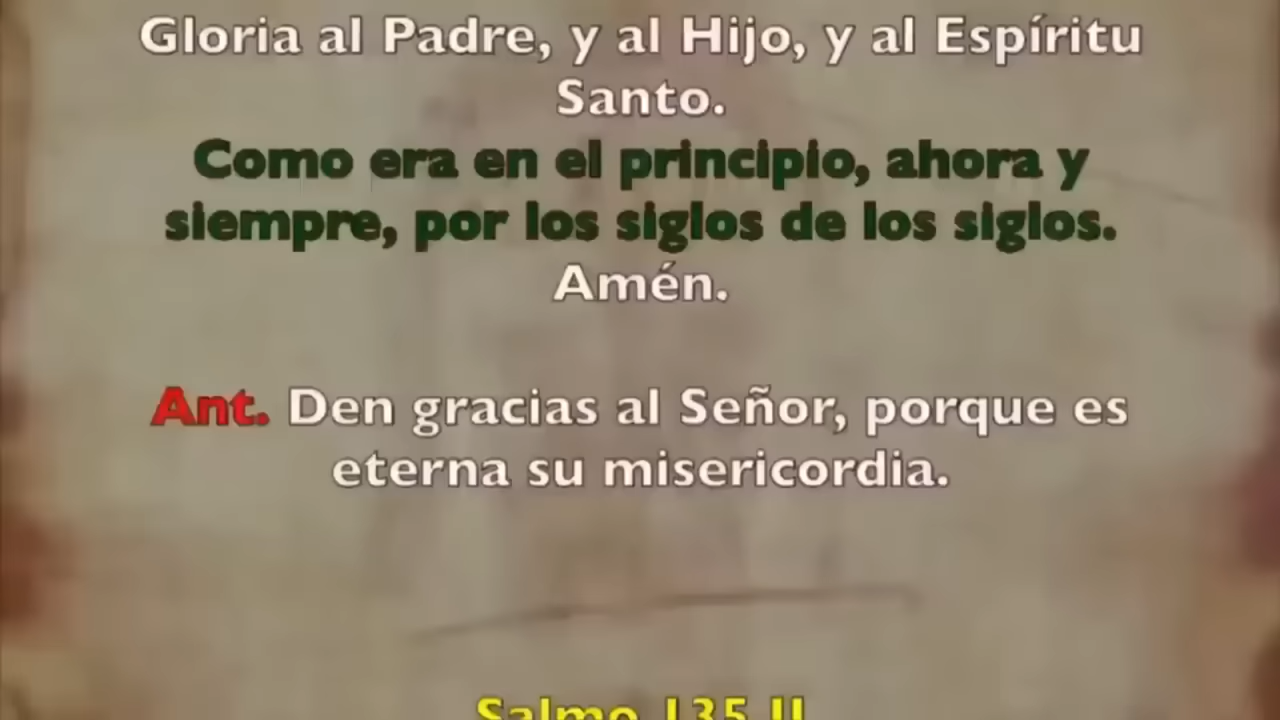 Gloria al Padre, y al Hijo, y al Espíritu
Santo.
Como era en el principio, ahora y
siempre, por los siglos de los siglos.
Amén.
Ant. Den gracias al Señor, porque es
eterna su misericordia.
Salmo 135 II